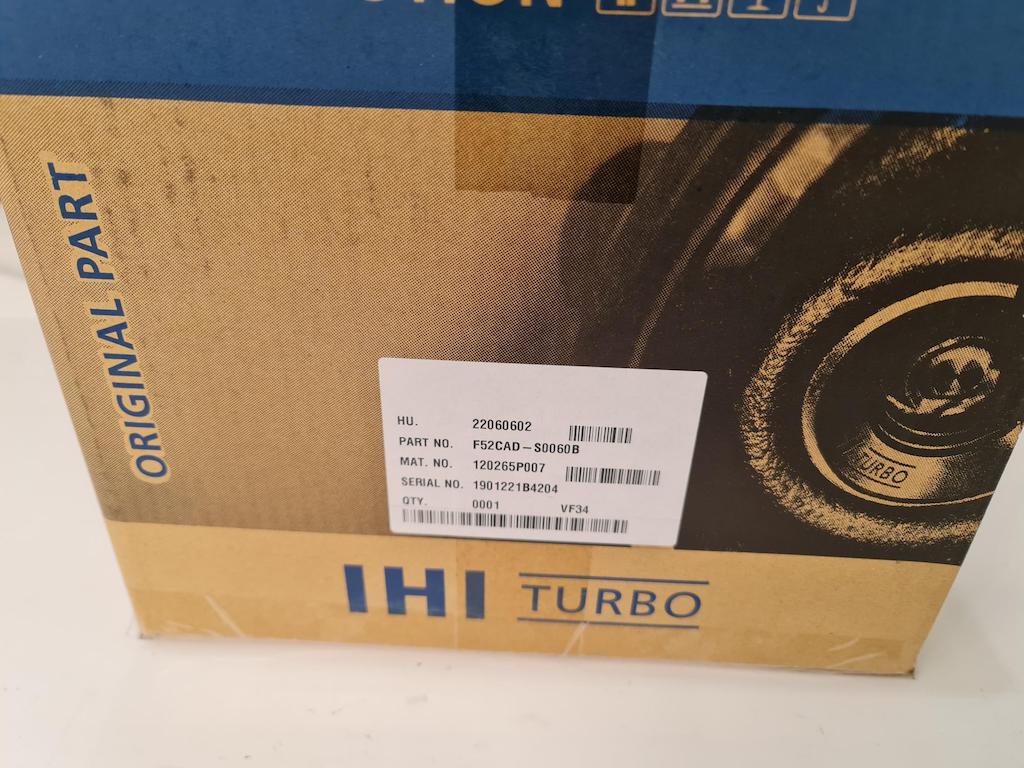 ORIGINAL PART
TURBO
HU. 22060602
PART NO. F52CAD-S0060B
MAT. NO. 120265P007
SERIAL NO. 1901221B4204
QTY. 0001 VF34
IHI TURBO